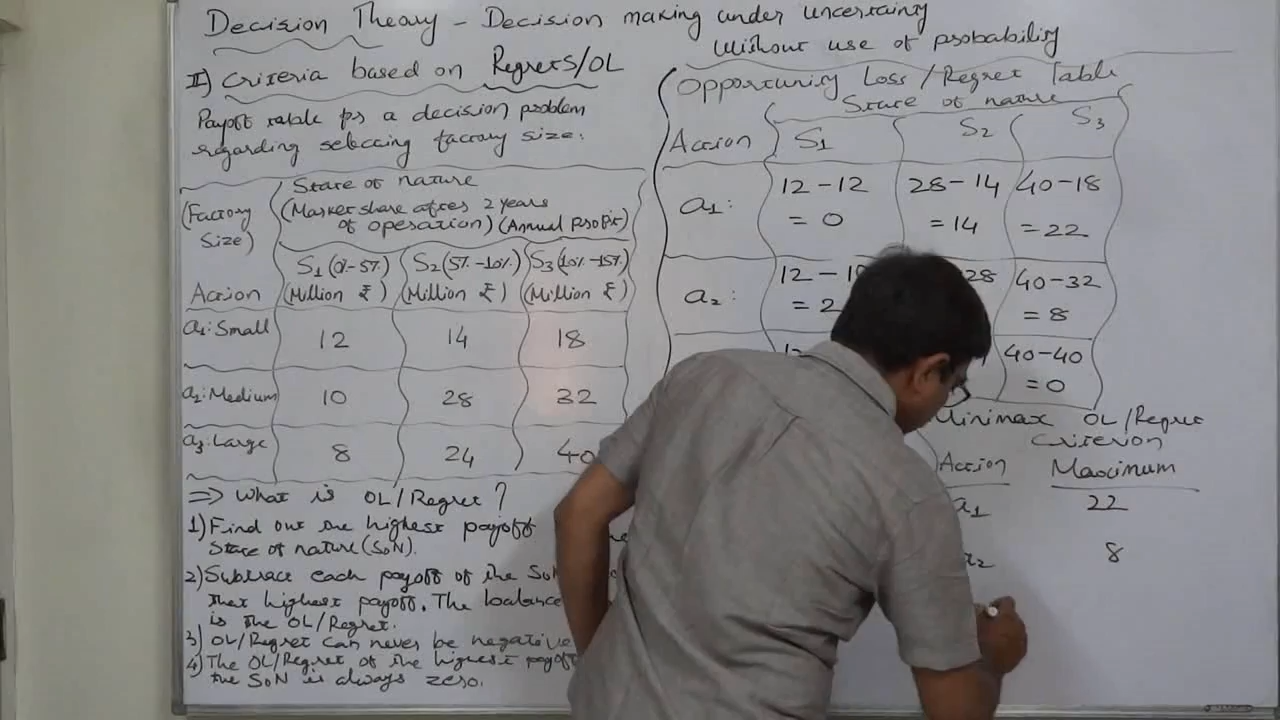 Decision Theory - Decision making under uncertainty
Without use of probability
II) Criteria based on Regrets/OL
Payoff table for a decision problem
regarding selecting factory size:
(Factory Size)
State of nature
(Market share after 2 years
of operation) (Annual profit)
Action
S1 (0%-5%) S2 (5%-10%) S3 (10%-15%)
(Million ₹) (Million ₹) (Million ₹)
a1: Small 12 14 18
a2: Medium 10 28 32
a3: Large 8 24 40
⇒ What is OL/Regret?
1) Find out the highest payoff
State of nature (SoN).
2) Subtract each payoff of the SoN
that highest payoff. The balance
is the OL/Regret.
3) OL/Regret can never be negative
4) The OL/Regret of the highest payoff
the SoN is always zero.
Opportunity Loss/Regret Table
State of nature
Action S1 S2 S3
a1: 12-12 28-14 40-18
= 0 = 14 = 22
a2: 12-1 28 40-32
= 2 = 8
40-40
= 0
Minimax OL/Regret
Criterion
Action Maximum
a1 22
8